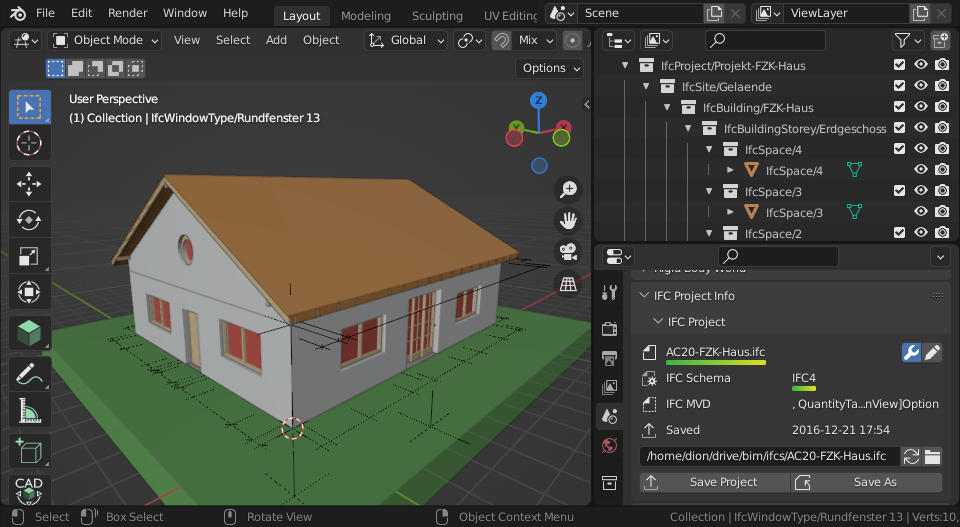 File Edit Render Window Help Layout Modeling Sculpting UV Editing Scene ViewLayer
Object Mode View Select Add Object Global Mix
Options
User Perspective
(1) Collection | IfcWindowType/Rundfenster 13
Z
Y
X
CAD
IfcProject/Projekt-FZK-Haus
IfcSite/Gelaende
IfcBuilding/FZK-Haus
IfcBuildingStorey/Erdgeschoss
IfcSpace/4
IfcSpace/4
IfcSpace/3
IfcSpace/3
IfcSpace/2
Rigid Body World
IFC Project Info
IFC Project
AC20-FZK-Haus.ifc
IFC Schema IFC4
IFC MVD , QuantityTa...nView]Option
Saved 2016-12-21 17:54
/home/dion/drive/bim/ifcs/AC20-FZK-Haus.ifc
Save Project Save As
Select Box Select Rotate View Object Context Menu Collection | IfcWindowType/Rundfenster 13 | Verts:10,